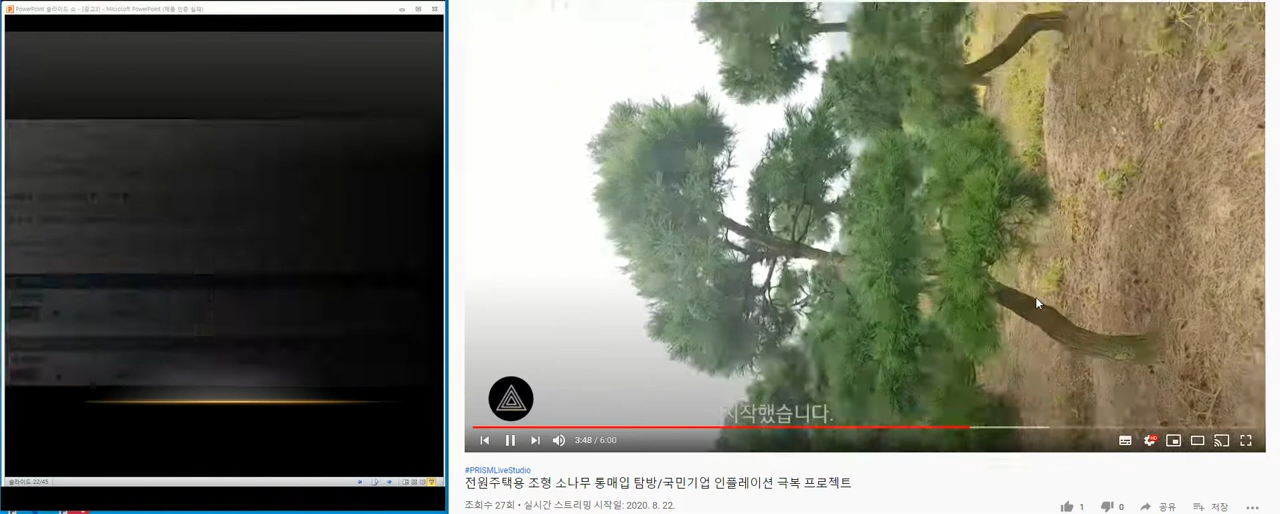 PowerPoint 슬라이드 쇼 - [광고2] - Microsoft PowerPoint (제품 인증 실패)
슬라이드 22/45
시작했습니다.
3:48 / 6:00
HD
#PRISMLiveStudio
전원주택용 조형 소나무 통매입 탐방/국민기업 인플레이션 극복 프로젝트
조회수 27회 • 실시간 스트리밍 시작일: 2020. 8. 22.
1
0
공유
저장